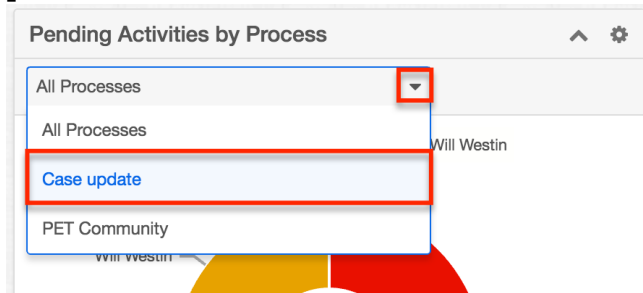 Pending Activities by Process
All Processes
All Processes
Will Westin
Case update
PET Community
Will Westin